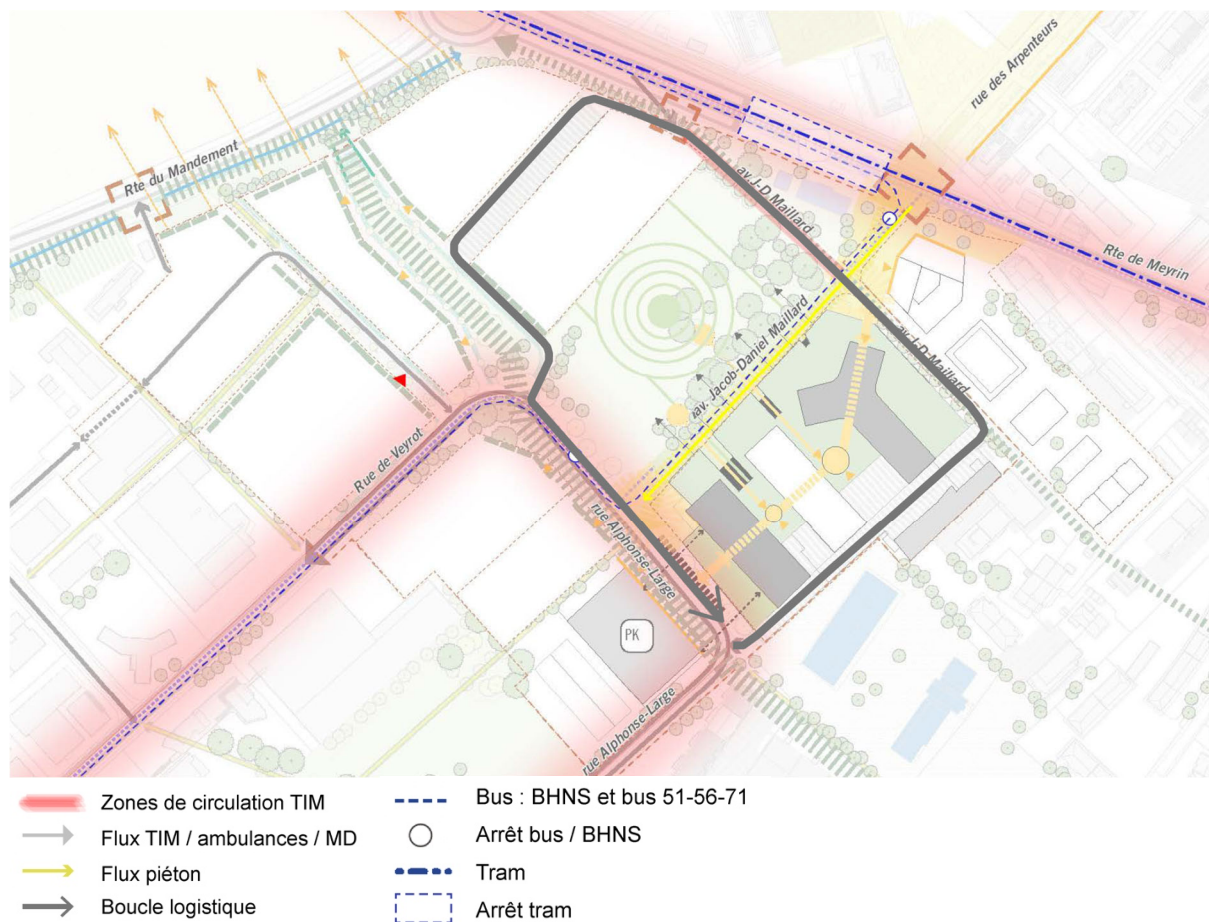 rue des Arpenteurs
Rte du Mandement
av. J-D Maillard
Rte de Meyrin
av. J-D Maillard
av. Jacob-Daniel Maillard
Rue de Veyrot
rue Alphonse-Large
PK
rue Alphonse-Large
Zones de circulation TIM
Flux TIM / ambulances / MD
Flux piéton
Boucle logistique
Bus : BHNS et bus 51-56-71
Arrêt bus / BHNS
Tram
Arrêt tram